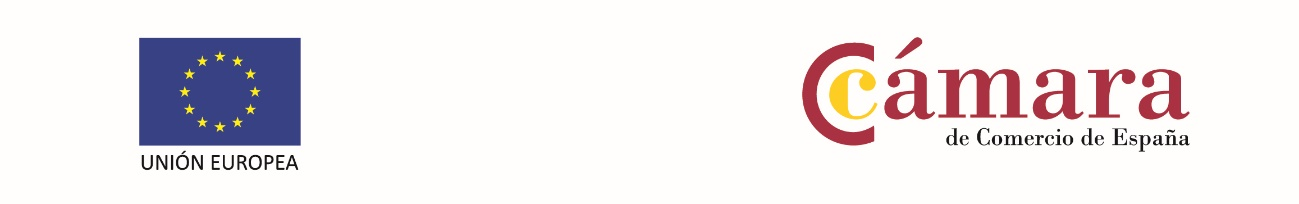 UNIÓN EUROPEA
Cámara
de Comercio de España